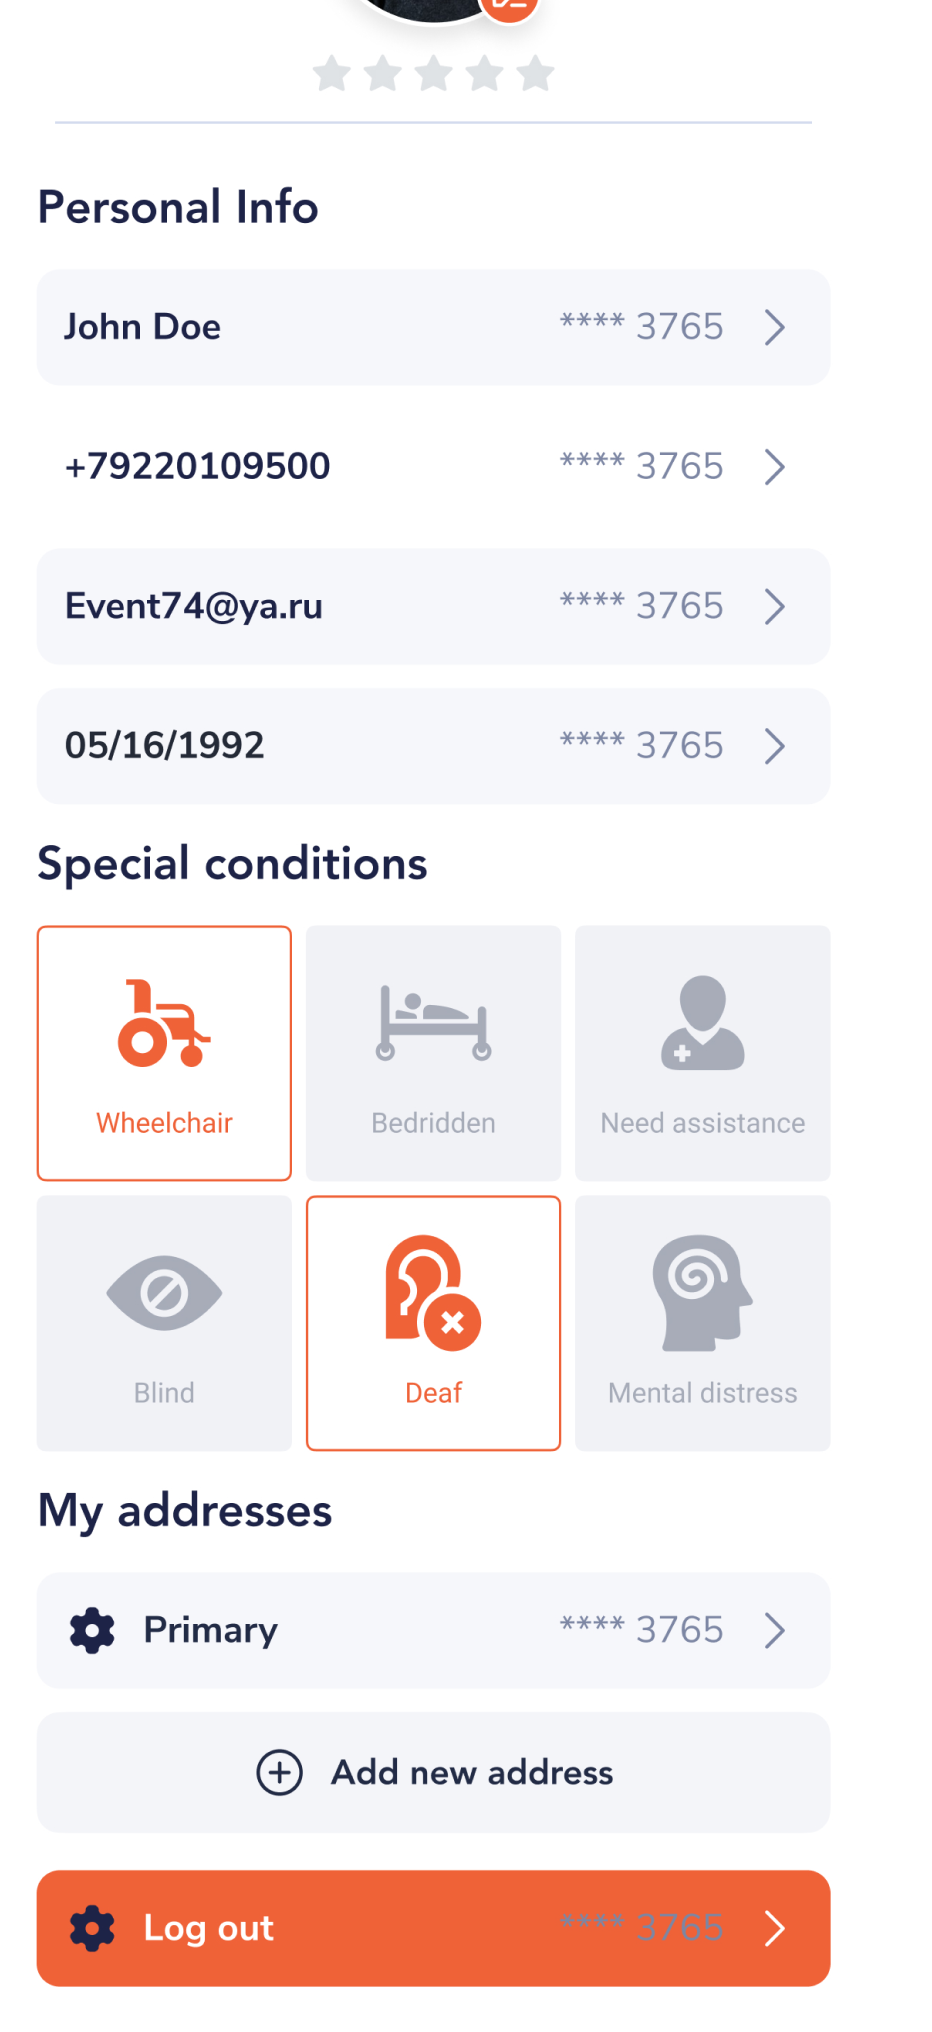 Personal Info
John Doe **** 3765
+79220109500 **** 3765
Event74@ya.ru **** 3765
05/16/1992 **** 3765
Special conditions
Wheelchair Bedridden Need assistance
Blind Deaf Mental distress
My addresses
Primary **** 3765
Add new address
Log out **** 3765